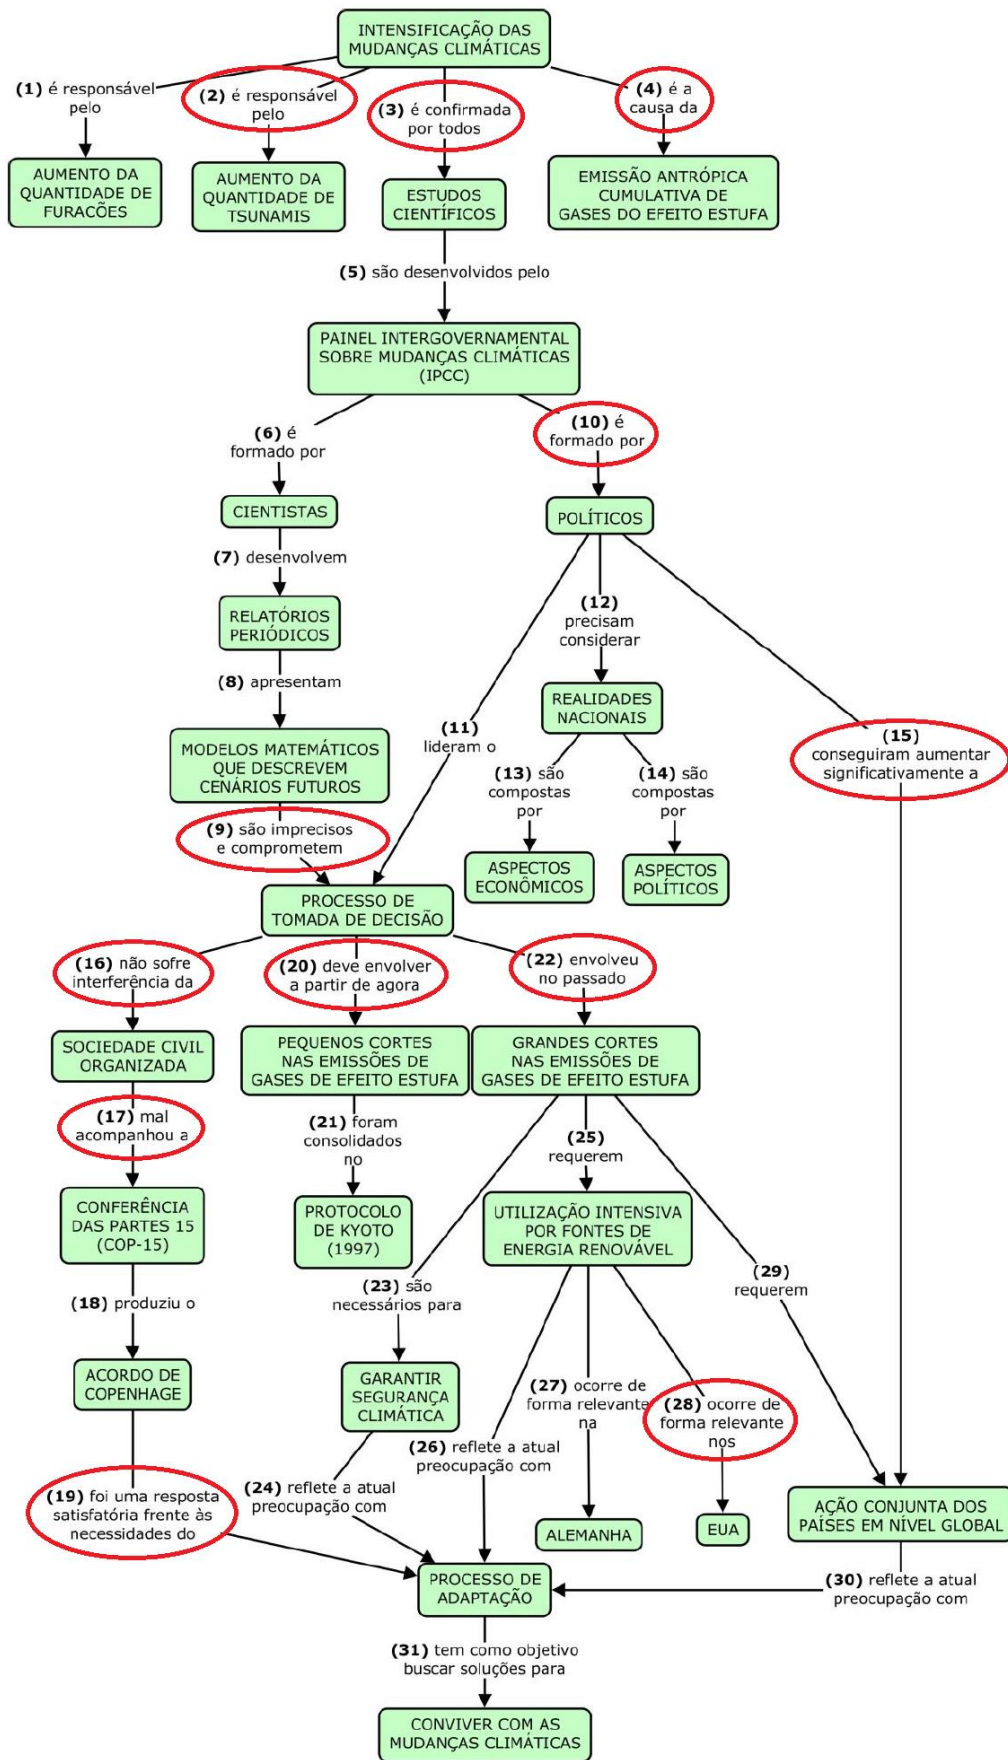 INTENSIFICAÇÃO DAS
MUDANÇAS CLIMÁTICAS
(1) é responsável
pelo
(2) é responsável
pelo
(3) é confirmada
por todos
(4) é a
causa da
AUMENTO DA
QUANTIDADE DE
FURACÕES
AUMENTO DA
QUANTIDADE DE
TSUNAMIS
ESTUDOS
CIENTÍFICOS
EMISSÃO ANTRÓPICA
CUMULATIVA DE
GASES DO EFEITO ESTUFA
(5) são desenvolvidos pelo
PAINEL INTERGOVERNAMENTAL
SOBRE MUDANÇAS CLIMÁTICAS
(IPCC)
(6) é
formado por
(10) é
formado por
CIENTISTAS
POLÍTICOS
(7) desenvolvem
RELATÓRIOS
PERIÓDICOS
(12)
precisam
considerar
(8) apresentam
REALIDADES
NACIONAIS
(11)
lideram o
(15)
conseguiram aumentar
significativamente a
MODELOS MATEMÁTICOS
QUE DESCREVEM
CENÁRIOS FUTUROS
(13) são
compostas
por
(14) são
compostas
por
(9) são imprecisos
e comprometem
ASPECTOS
ECONÔMICOS
ASPECTOS
POLÍTICOS
PROCESSO DE
TOMADA DE DECISÃO
(16) não sofre
interferência da
(20) deve envolver
a partir de agora
(22) envolveu
no passado
SOCIEDADE CIVIL
ORGANIZADA
PEQUENOS CORTES
NAS EMISSÕES DE
GASES DE EFEITO ESTUFA
GRANDES CORTES
NAS EMISSÕES DE
GASES DE EFEITO ESTUFA
(17) mal
acompanhou a
(21) foram
consolidados
no
(25)
requerem
CONFERÊNCIA
DAS PARTES 15
(COP-15)
PROTOCOLO
DE KYOTO
(1997)
UTILIZAÇÃO INTENSIVA
POR FONTES DE
ENERGIA RENOVÁVEL
(18) produziu o
(23) são
necessários para
(29)
requerem
ACORDO DE
COPENHAGE
GARANTIR
SEGURANÇA
CLIMÁTICA
(27) ocorre de
forma relevante
na
(28) ocorre de
forma relevante
nos
(26) reflete a atual
preocupação com
(19) foi uma resposta
satisfatória frente às
necessidades do
(24) reflete a atual
preocupação com
ALEMANHA
EUA
AÇÃO CONJUNTA DOS
PAÍSES EM NÍVEL GLOBAL
PROCESSO DE
ADAPTAÇÃO
(30) reflete a atual
preocupação com
(31) tem como objetivo
buscar soluções para
CONVIVER COM AS
MUDANÇAS CLIMÁTICAS